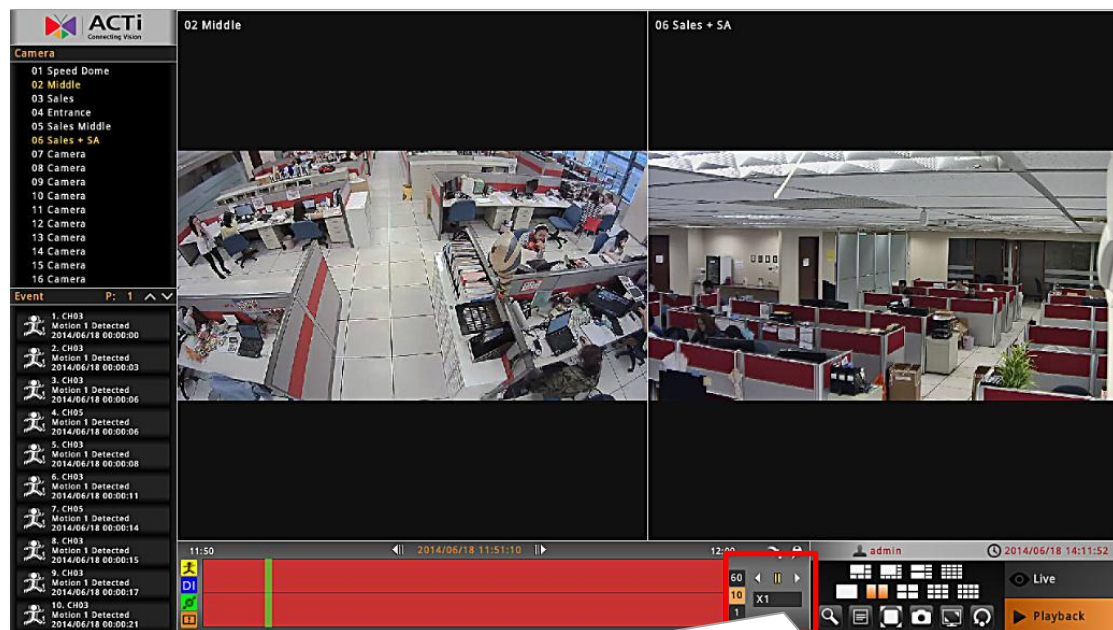 ACTi
Connecting Vision
Camera
01 Speed Dome
02 Middle
03 Sales
04 Entrance
05 Sales Middle
06 Sales + SA
07 Camera
08 Camera
09 Camera
10 Camera
11 Camera
12 Camera
13 Camera
14 Camera
15 Camera
16 Camera
Event P: 1
1. CH03
Motion 1 Detected
2014/06/18 00:00:00
2. CH03
Motion 1 Detected
2014/06/18 00:00:03
3. CH03
Motion 1 Detected
2014/06/18 00:00:06
4. CH05
Motion 1 Detected
2014/06/18 00:00:06
5. CH03
Motion 1 Detected
2014/06/18 00:00:08
6. CH03
Motion 1 Detected
2014/06/18 00:00:11
7. CH05
Motion 1 Detected
2014/06/18 00:00:14
8. CH03
Motion 1 Detected
2014/06/18 00:00:15
9. CH03
Motion 1 Detected
2014/06/18 00:00:17
10. CH03
Motion 1 Detected
2014/06/18 00:00:21
02 Middle
06 Sales + SA
11:50 2014/06/18 11:51:10 12:00
DI
60
10 X1
1
admin 2014/06/18 14:11:52
Live
Playback